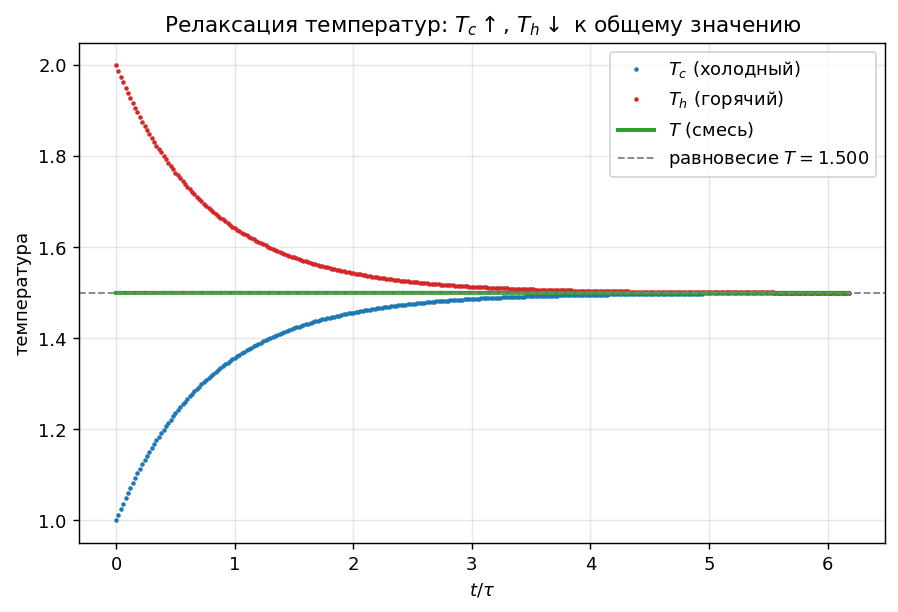 Релаксация температур: T_c ↑, T_h ↓ к общему значению
T_c (холодный)
T_h (горячий)
T (смесь)
равновесие T = 1.500
температура
2.0
1.8
1.6
1.4
1.2
1.0
0 1 2 3 4 5 6
t/τ